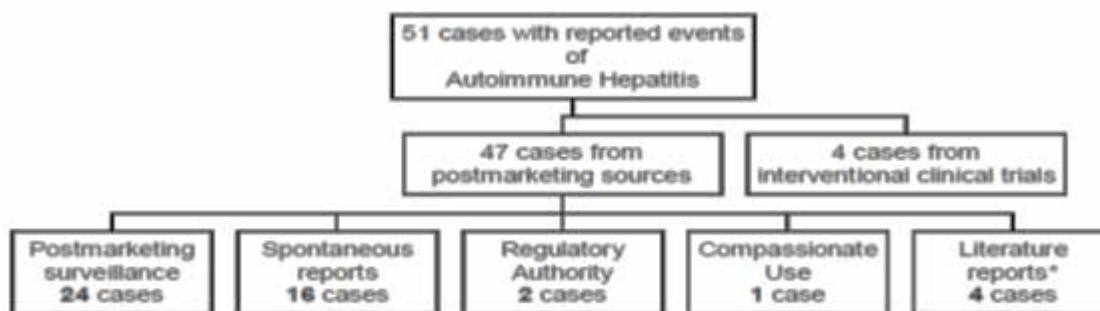 51 cases with reported events
of
Autoimmune Hepatitis
47 cases from
postmarketing sources
4 cases from
interventional clinical trials
Postmarketing
surveillance
24 cases
Spontaneous
reports
16 cases
Regulatory
Authority
2 cases
Compassionate
Use
1 case
Literature
reports*
4 cases